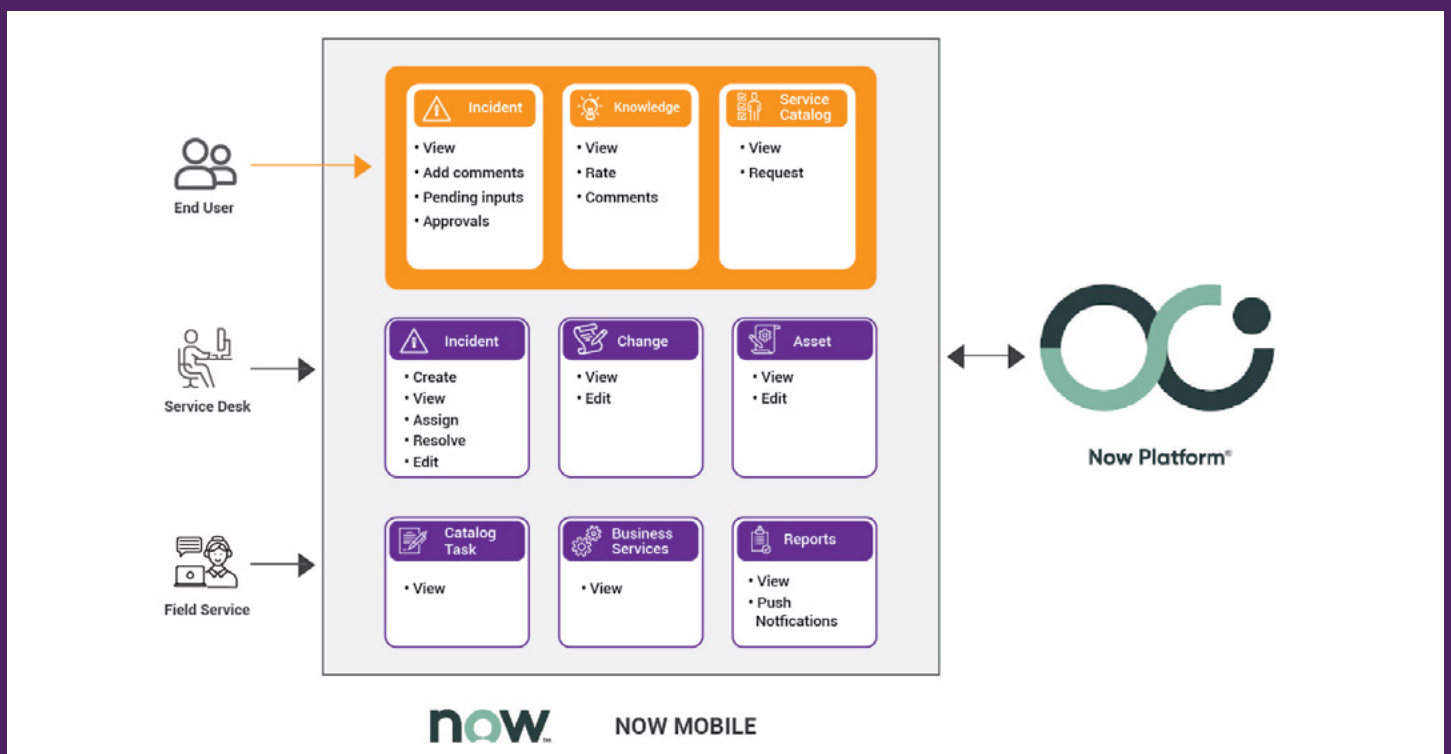 End User
Incident
• View
• Add comments
• Pending inputs
• Approvals
Knowledge
• View
• Rate
• Comments
Service
Catalog
• View
• Request
Service Desk
Incident
• Create
• View
• Assign
• Resolve
• Edit
Change
• View
• Edit
Asset
• View
• Edit
Now Platform®
Field Service
Catalog
Task
• View
Business
Services
• View
Reports
• View
• Push
Notfications
now™
NOW MOBILE